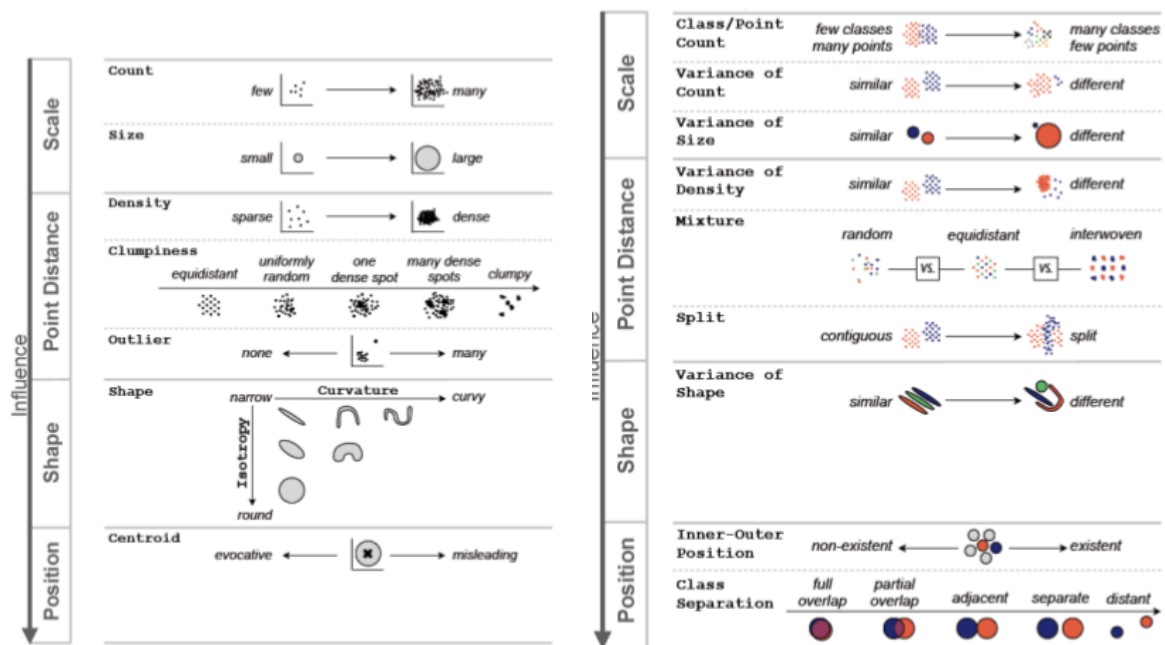 Influence
Scale
Count
few
many
Size
small
large
Point Distance
Density
sparse
dense
Clumpiness
equidistant
uniformly
random
one
dense spot
many dense
spots
clumpy
Outlier
none
many
Shape
Shape
narrow
Curvature
curvy
Isotropy
round
Position
Centroid
evocative
misleading
Influence
Scale
Class/Point
Count
few classes
many points
many classes
few points
Variance of
Count
similar
different
Variance of
Size
similar
different
Point Distance
Variance of
Density
similar
different
Mixture
random
vs.
equidistant
vs.
interwoven
Split
contiguous
split
Shape
Variance of
Shape
similar
different
Position
Inner-Outer
Position
non-existent
existent
Class
Separation
full
overlap
partial
overlap
adjacent
separate
distant